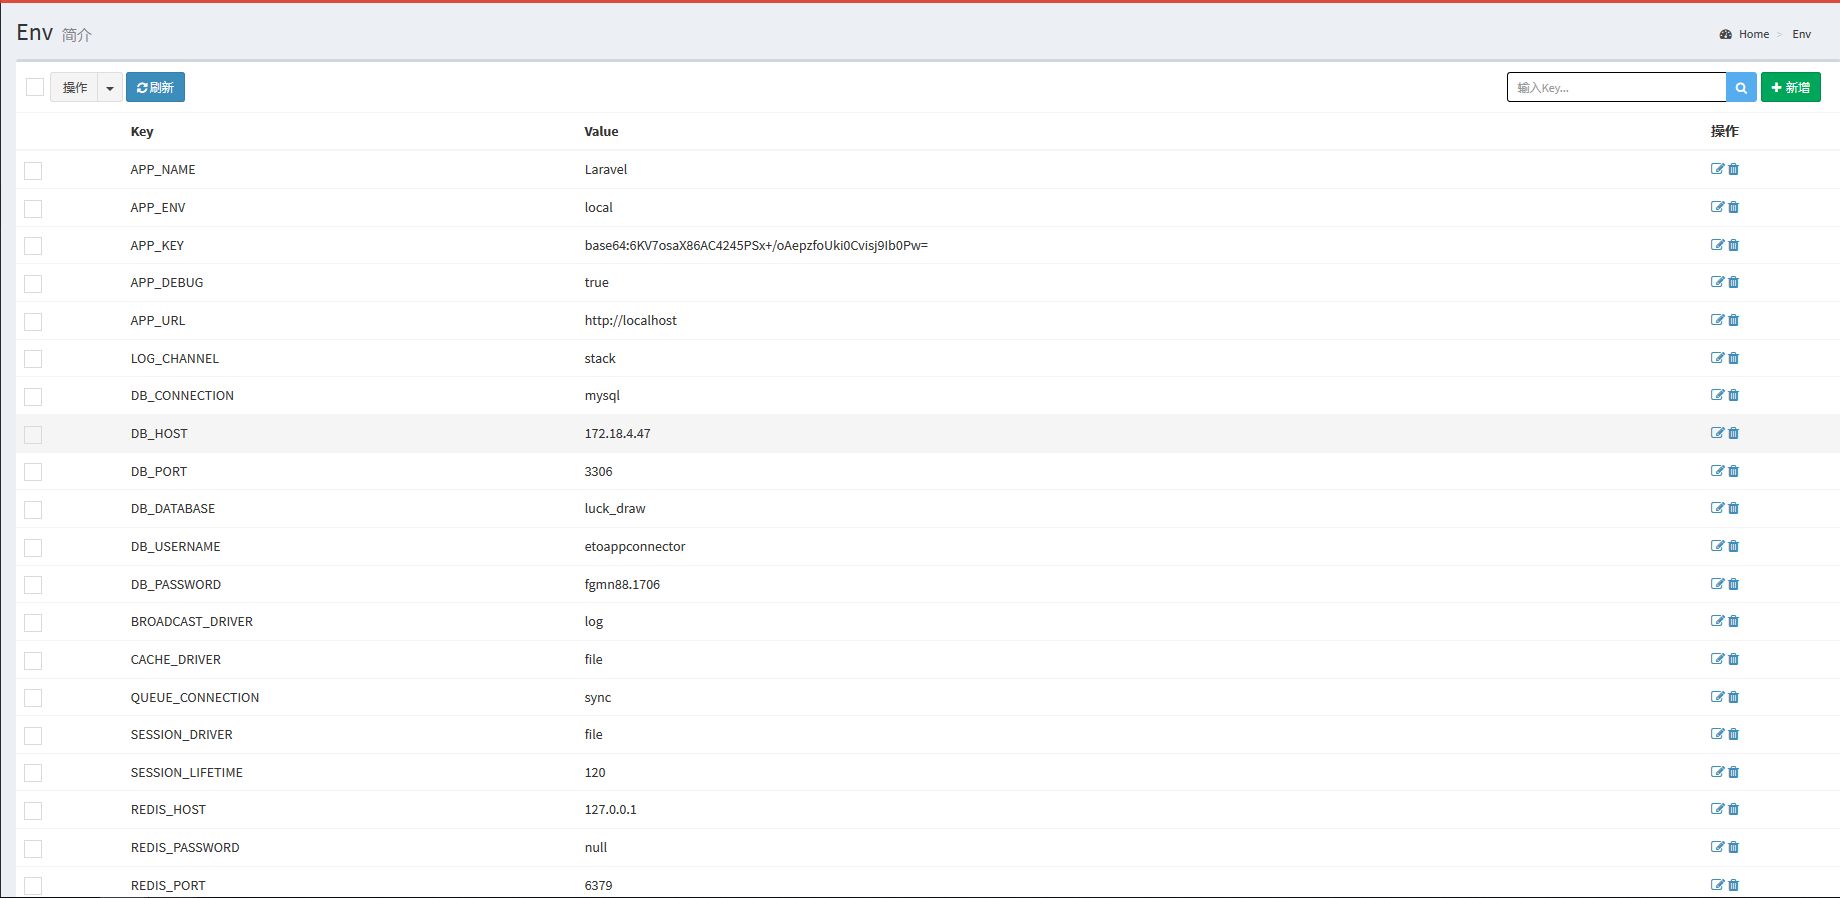 Env 简介
Home > Env
操作 刷新 输入Key... 新增
Key Value 操作
APP_NAME Laravel
APP_ENV local
APP_KEY base64:6KV7osaX86AC4245PSx+/oAepzfoUki0Cvisj9Ib0Pw=
APP_DEBUG true
APP_URL http://localhost
LOG_CHANNEL stack
DB_CONNECTION mysql
DB_HOST 172.18.4.47
DB_PORT 3306
DB_DATABASE luck_draw
DB_USERNAME etoappconnector
DB_PASSWORD fgmn88.1706
BROADCAST_DRIVER log
CACHE_DRIVER file
QUEUE_CONNECTION sync
SESSION_DRIVER file
SESSION_LIFETIME 120
REDIS_HOST 127.0.0.1
REDIS_PASSWORD null
REDIS_PORT 6379